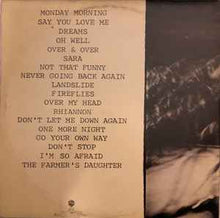 MONDAY MORNING
SAY YOU LOVE ME
DREAMS
OH WELL
OVER & OVER
SARA
NOT THAT FUNNY
NEVER GOING BACK AGAIN
LANDSLIDE
FIREFLIES
OVER MY HEAD
RHIANNON
DON'T LET ME DOWN AGAIN
ONE MORE NIGHT
GO YOUR OWN WAY
DON'T STOP
I'M SO AFRAID
THE FARMER'S DAUGHTER